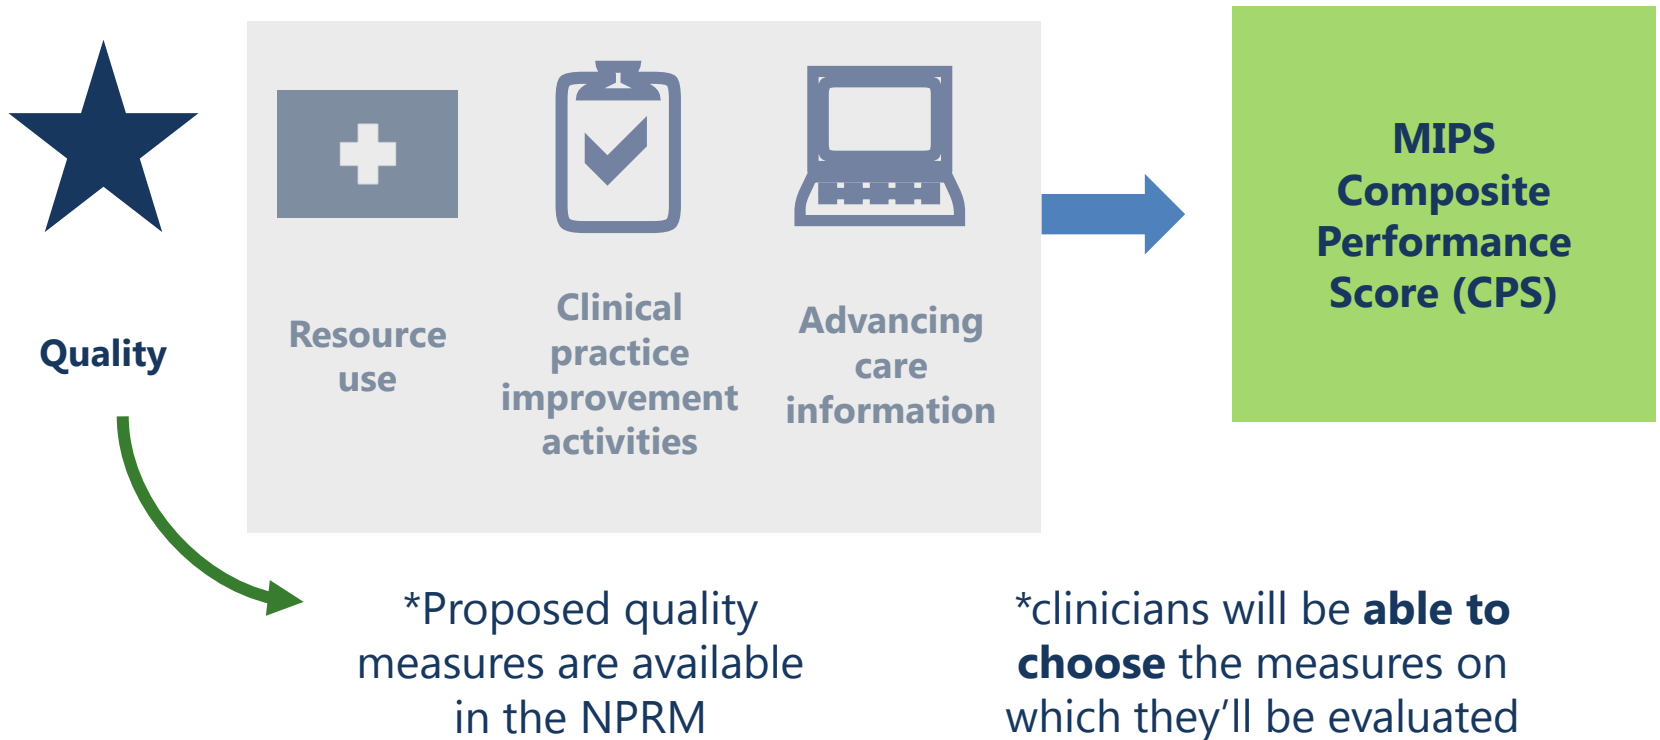 Quality
Resource
use
Clinical
practice
improvement
activities
Advancing
care
information
MIPS
Composite
Performance
Score (CPS)
*Proposed quality
measures are available
in the NPRM
*clinicians will be able to
choose the measures on
which they’ll be evaluated